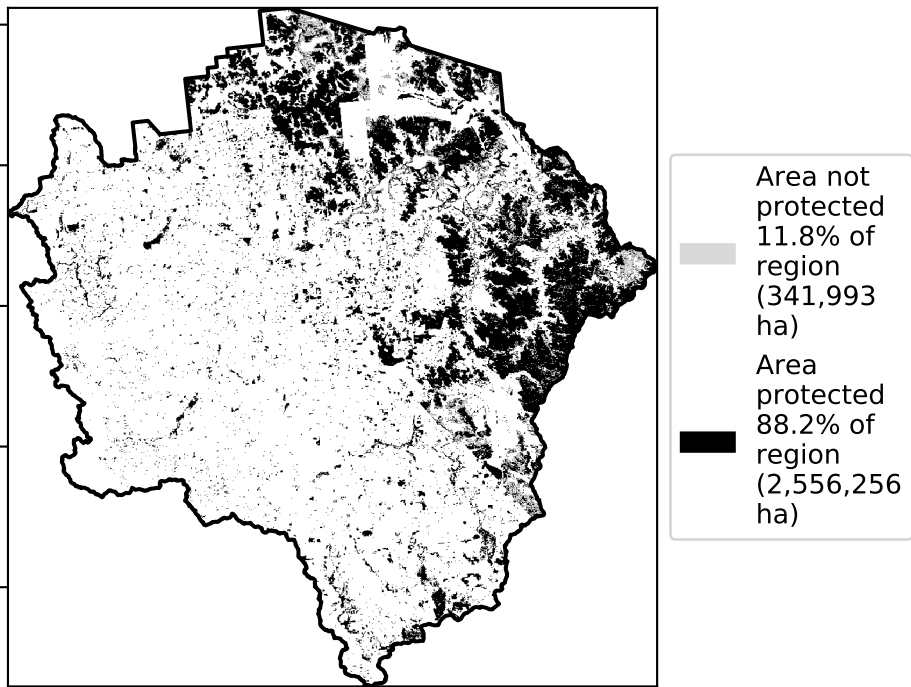 Area not
protected
11.8% of
region
(341,993
ha)
Area
protected
88.2% of
region
(2,556,256
ha)